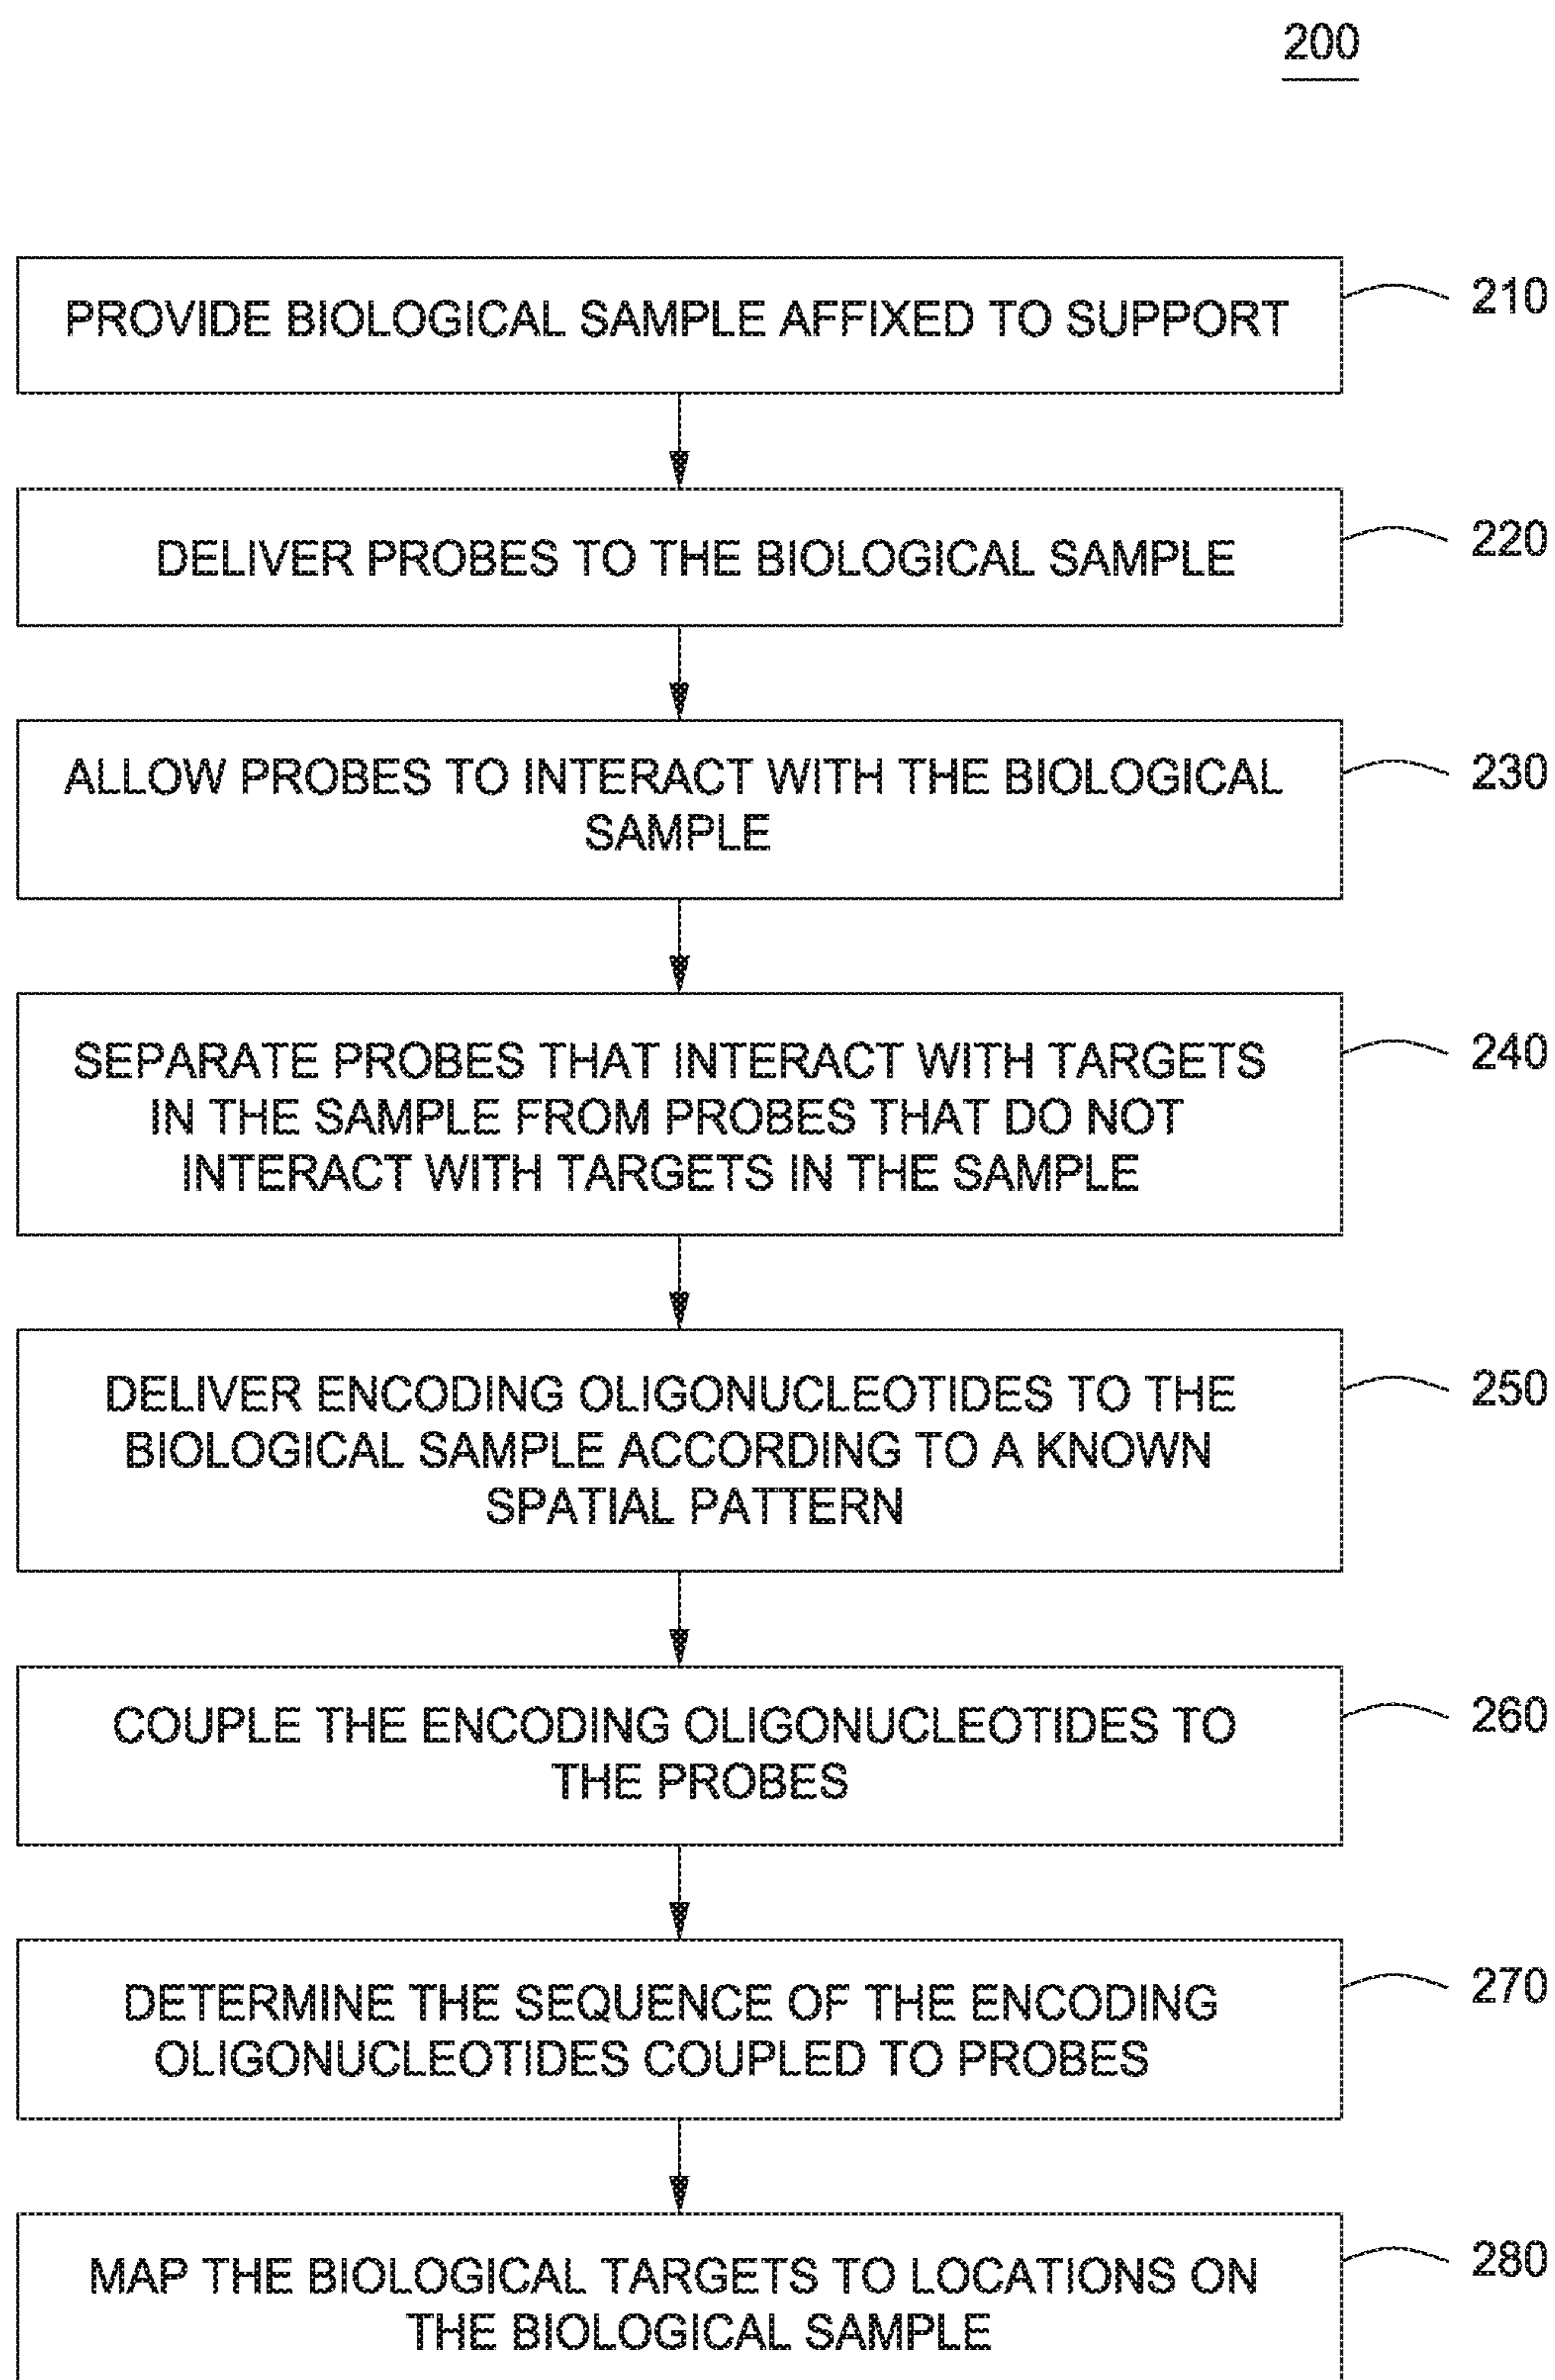 200
PROVIDE BIOLOGICAL SAMPLE AFFIXED TO SUPPORT
210
DELIVER PROBES TO THE BIOLOGICAL SAMPLE
220
ALLOW PROBES TO INTERACT WITH THE BIOLOGICAL
SAMPLE
230
SEPARATE PROBES THAT INTERACT WITH TARGETS
IN THE SAMPLE FROM PROBES THAT DO NOT
INTERACT WITH TARGETS IN THE SAMPLE
240
DELIVER ENCODING OLIGONUCLEOTIDES TO THE
BIOLOGICAL SAMPLE ACCORDING TO A KNOWN
SPATIAL PATTERN
250
COUPLE THE ENCODING OLIGONUCLEOTIDES TO
THE PROBES
260
DETERMINE THE SEQUENCE OF THE ENCODING
OLIGONUCLEOTIDES COUPLED TO PROBES
270
MAP THE BIOLOGICAL TARGETS TO LOCATIONS ON
THE BIOLOGICAL SAMPLE
280